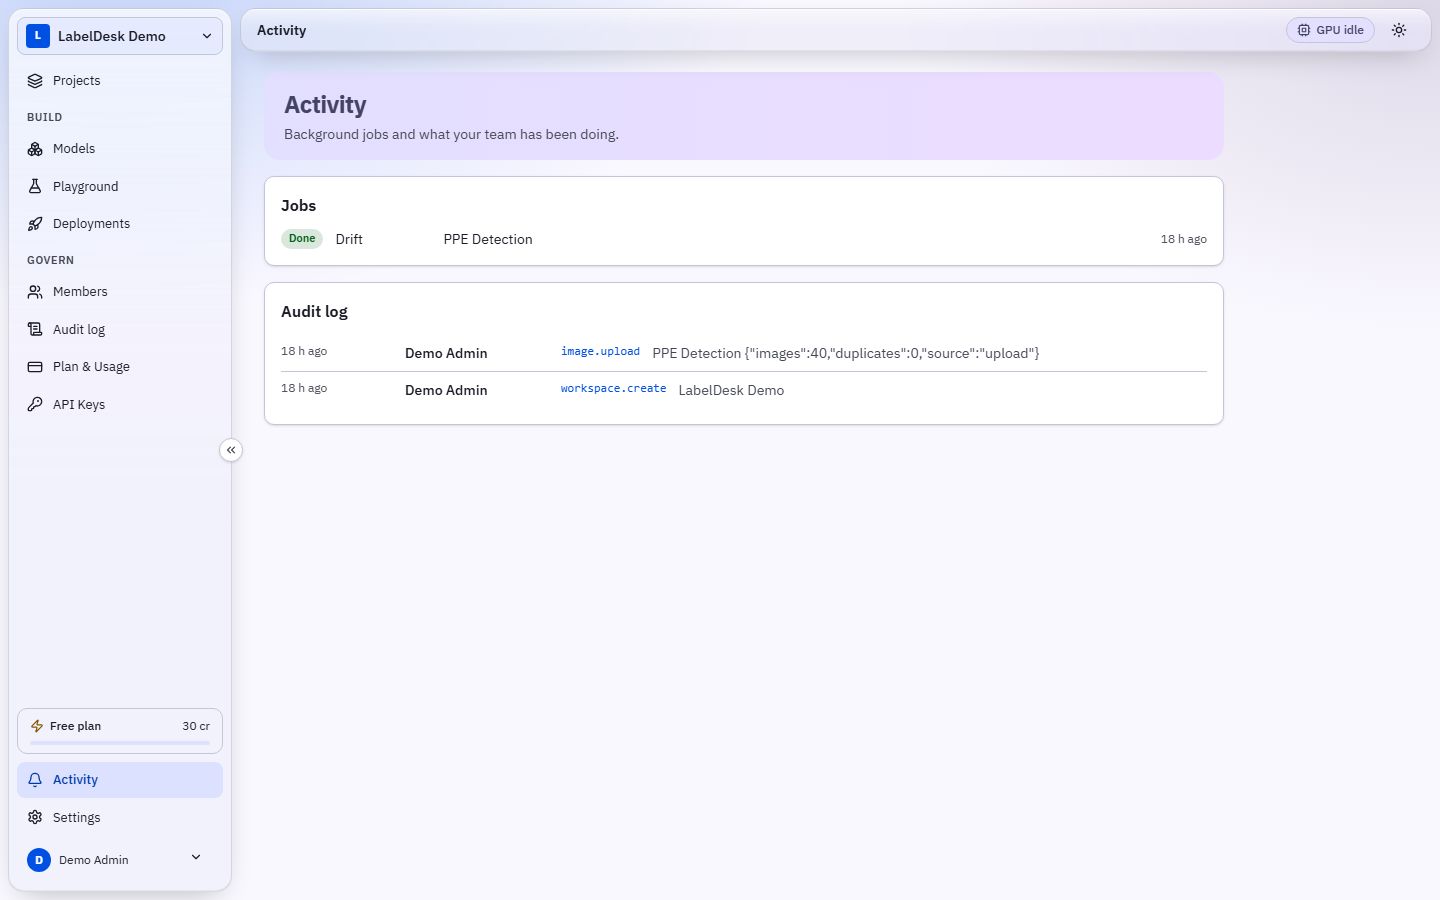 L LabelDesk Demo
Projects
BUILD
Models
Playground
Deployments
GOVERN
Members
Audit log
Plan & Usage
API Keys
Free plan 30 cr
Activity
Settings
D Demo Admin
Activity
GPU idle
Activity
Background jobs and what your team has been doing.
Jobs
Done Drift PPE Detection 18 h ago
Audit log
18 h ago Demo Admin image.upload PPE Detection {"images":40,"duplicates":0,"source":"upload"}
18 h ago Demo Admin workspace.create LabelDesk Demo